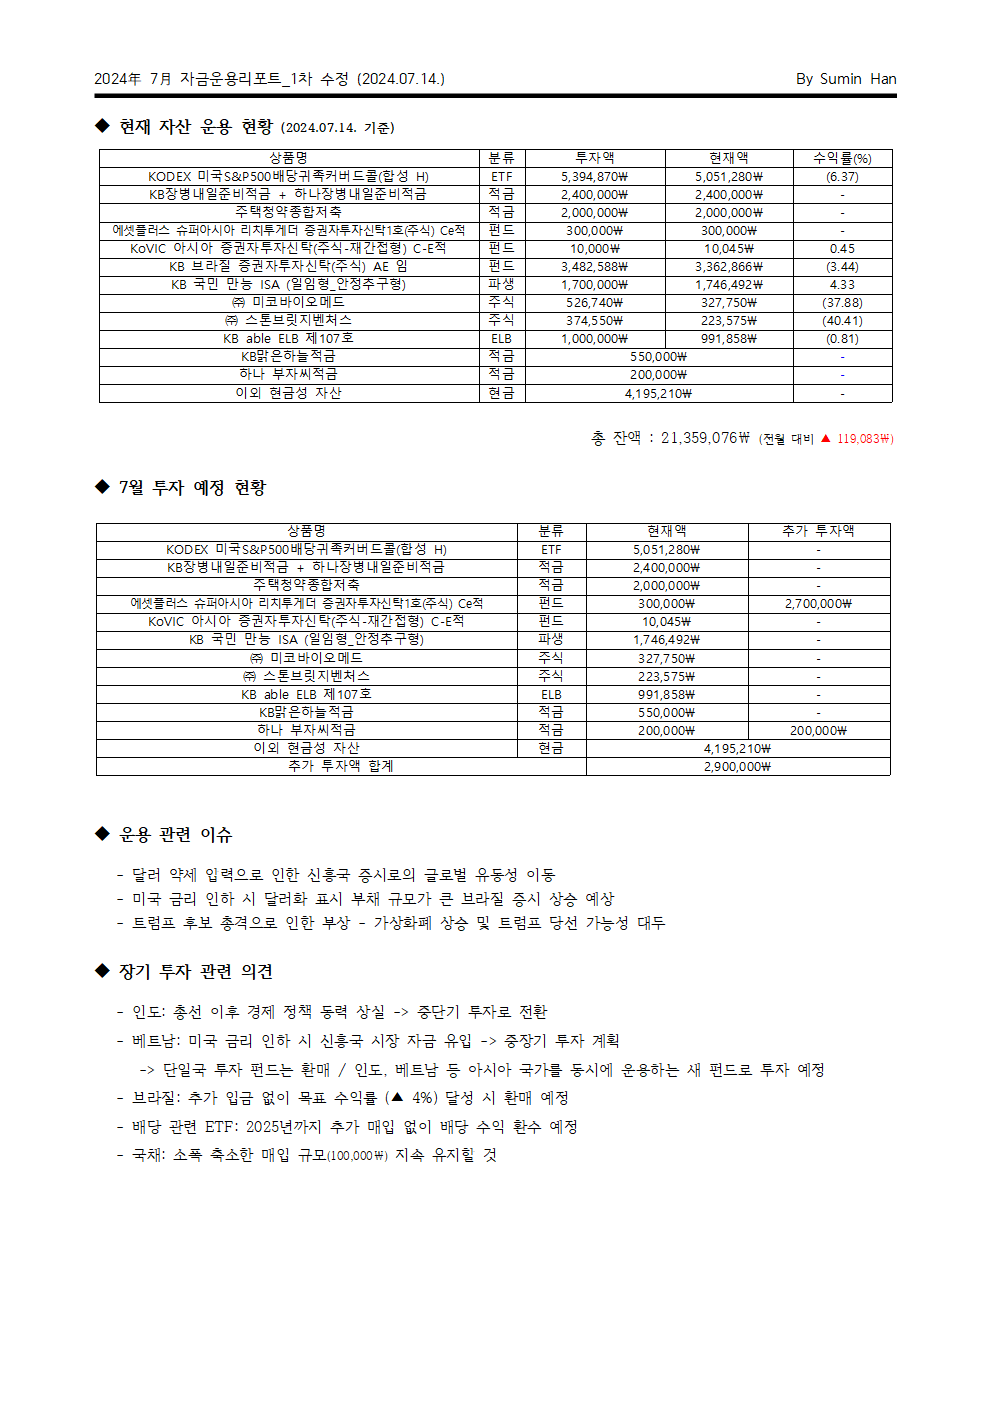 2024年 7月 자금운용리포트_1차 수정 (2024.07.14.) By Sumin Han
◆ 현재 자산 운용 현황 (2024.07.14. 기준)
상품명 분류 투자액 현재액 수익률(%)
KODEX 미국S&P500배당귀족커버드콜(합성 H) ETF 5,394,870₩ 5,051,280₩ (6.37)
KB장병내일준비적금 + 하나장병내일준비적금 적금 2,400,000₩ 2,400,000₩ -
주택청약종합저축 적금 2,000,000₩ 2,000,000₩ -
에셋플러스 슈퍼아시아 리치투게더 증권자투자신탁1호(주식) Ce적 펀드 300,000₩ 300,000₩ -
KoVIC 아시아 증권자투자신탁(주식-재간접형) C-E적 펀드 10,000₩ 10,045₩ 0.45
KB 브라질 증권자투자신탁(주식) AE 임 펀드 3,482,588₩ 3,362,866₩ (3.44)
KB 국민 만능 ISA (일임형_안정추구형) 파생 1,700,000₩ 1,746,492₩ 4.33
㈜ 미코바이오메드 주식 526,740₩ 327,750₩ (37.88)
㈜ 스톤브릿지벤처스 주식 374,550₩ 223,575₩ (40.41)
KB able ELB 제107호 ELB 1,000,000₩ 991,858₩ (0.81)
KB맑은하늘적금 적금 550,000₩ -
하나 부자씨적금 적금 200,000₩ -
이외 현금성 자산 현금 4,195,210₩ -
총 잔액 : 21,359,076₩ (전월 대비 ▲ 119,083₩)
◆ 7월 투자 예정 현황
상품명 분류 현재액 추가 투자액
KODEX 미국S&P500배당귀족커버드콜(합성 H) ETF 5,051,280₩ -
KB장병내일준비적금 + 하나장병내일준비적금 적금 2,400,000₩ -
주택청약종합저축 적금 2,000,000₩ -
에셋플러스 슈퍼아시아 리치투게더 증권자투자신탁1호(주식) Ce적 펀드 300,000₩ 2,700,000₩
KoVIC 아시아 증권자투자신탁(주식-재간접형) C-E적 펀드 10,045₩ -
KB 국민 만능 ISA (일임형_안정추구형) 파생 1,746,492₩ -
㈜ 미코바이오메드 주식 327,750₩ -
㈜ 스톤브릿지벤처스 주식 223,575₩ -
KB able ELB 제107호 ELB 991,858₩ -
KB맑은하늘적금 적금 550,000₩ -
하나 부자씨적금 적금 200,000₩ 200,000₩
이외 현금성 자산 현금 4,195,210₩
추가 투자액 합계 2,900,000₩
◆ 운용 관련 이슈
- 달러 약세 입력으로 인한 신흥국 증시로의 글로벌 유동성 이동
- 미국 금리 인하 시 달러화 표시 부채 규모가 큰 브라질 증시 상승 예상
- 트럼프 후보 총격으로 인한 부상 - 가상화폐 상승 및 트럼프 당선 가능성 대두
◆ 장기 투자 관련 의견
- 인도: 총선 이후 경제 정책 동력 상실 -> 중단기 투자로 전환
- 베트남: 미국 금리 인하 시 신흥국 시장 자금 유입 -> 중장기 투자 계획
-> 단일국 투자 펀드는 환매 / 인도, 베트남 등 아시아 국가를 동시에 운용하는 새 펀드로 투자 예정
- 브라질: 추가 입금 없이 목표 수익률 (▲ 4%) 달성 시 환매 예정
- 배당 관련 ETF: 2025년까지 추가 매입 없이 배당 수익 환수 예정
- 국채: 소폭 축소한 매입 규모(100,000₩) 지속 유지힐 것